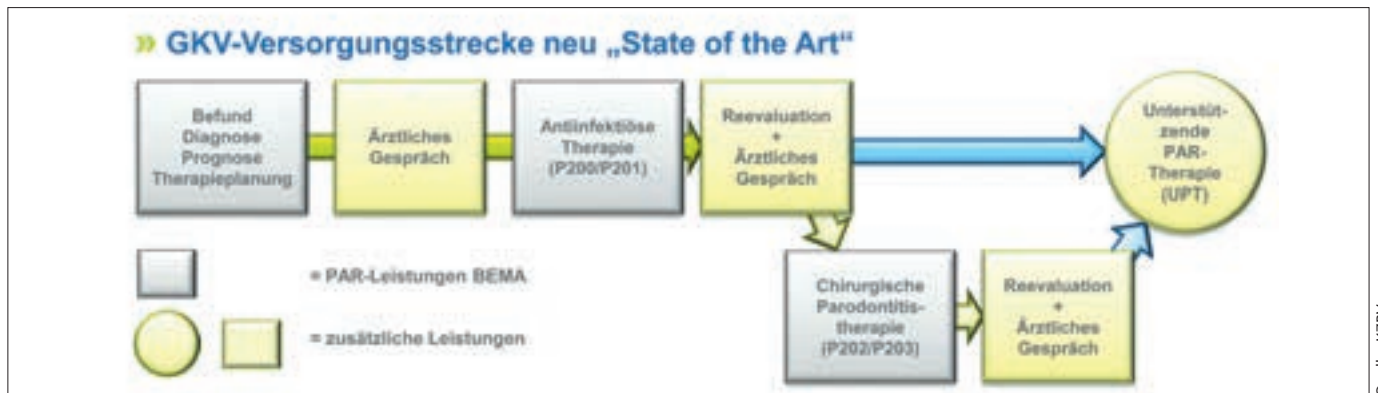 » GKV-Versorgungsstrecke neu „State of the Art“
Befund
Diagnose
Prognose
Therapieplanung
Ärztliches
Gespräch
Antiinfektiöse
Therapie
(P200/P201)
Reevaluation
+
Ärztliches
Gespräch
Unterstüt-
zende
PAR-
Therapie
(UPT)
= PAR-Leistungen BEMA
= zusätzliche Leistungen
Chirurgische
Parodontitis-
therapie
(P202/P203)
Reevaluation
+
Ärztliches
Gespräch